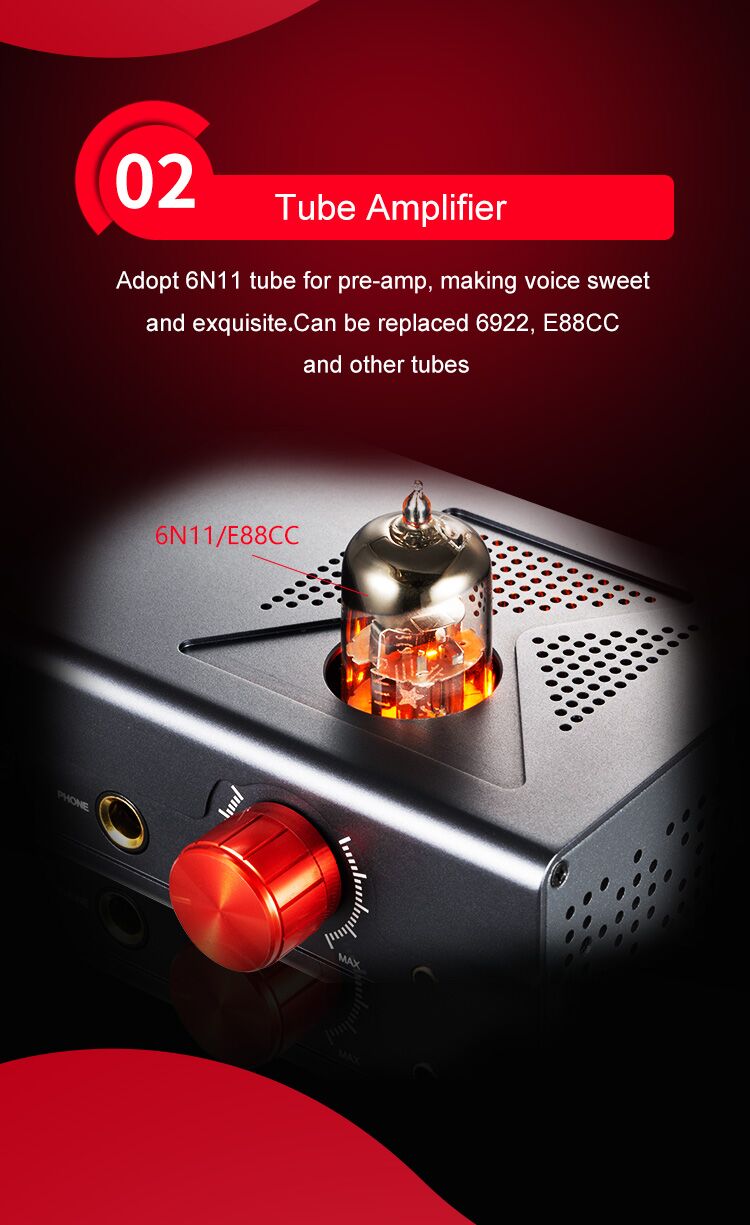 02
Tube Amplifier
Adopt 6N11 tube for pre-amp, making voice sweet
and exquisite.Can be replaced 6922, E88CC
and other tubes
6N11/E88CC
PHONE
MAX